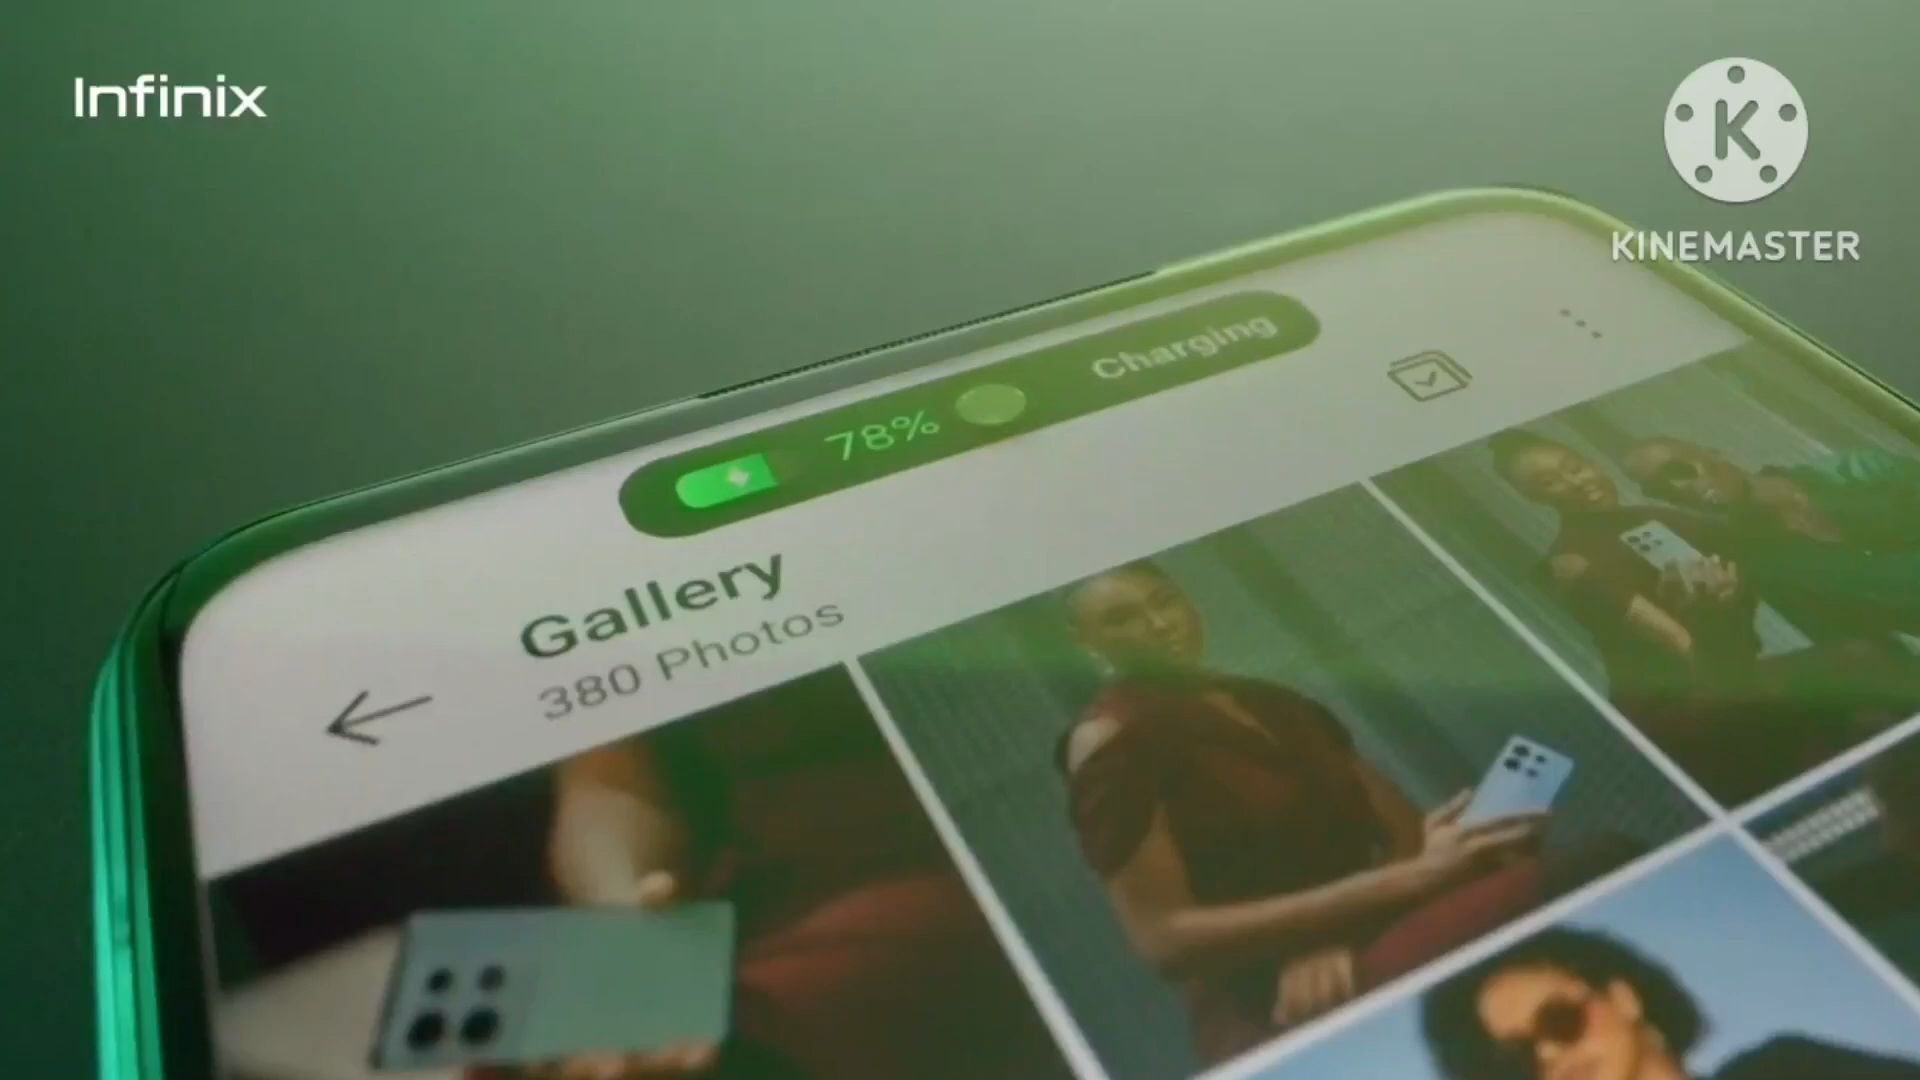 Infinix
K
KINEMASTER
78%
Charging
Gallery
380 Photos